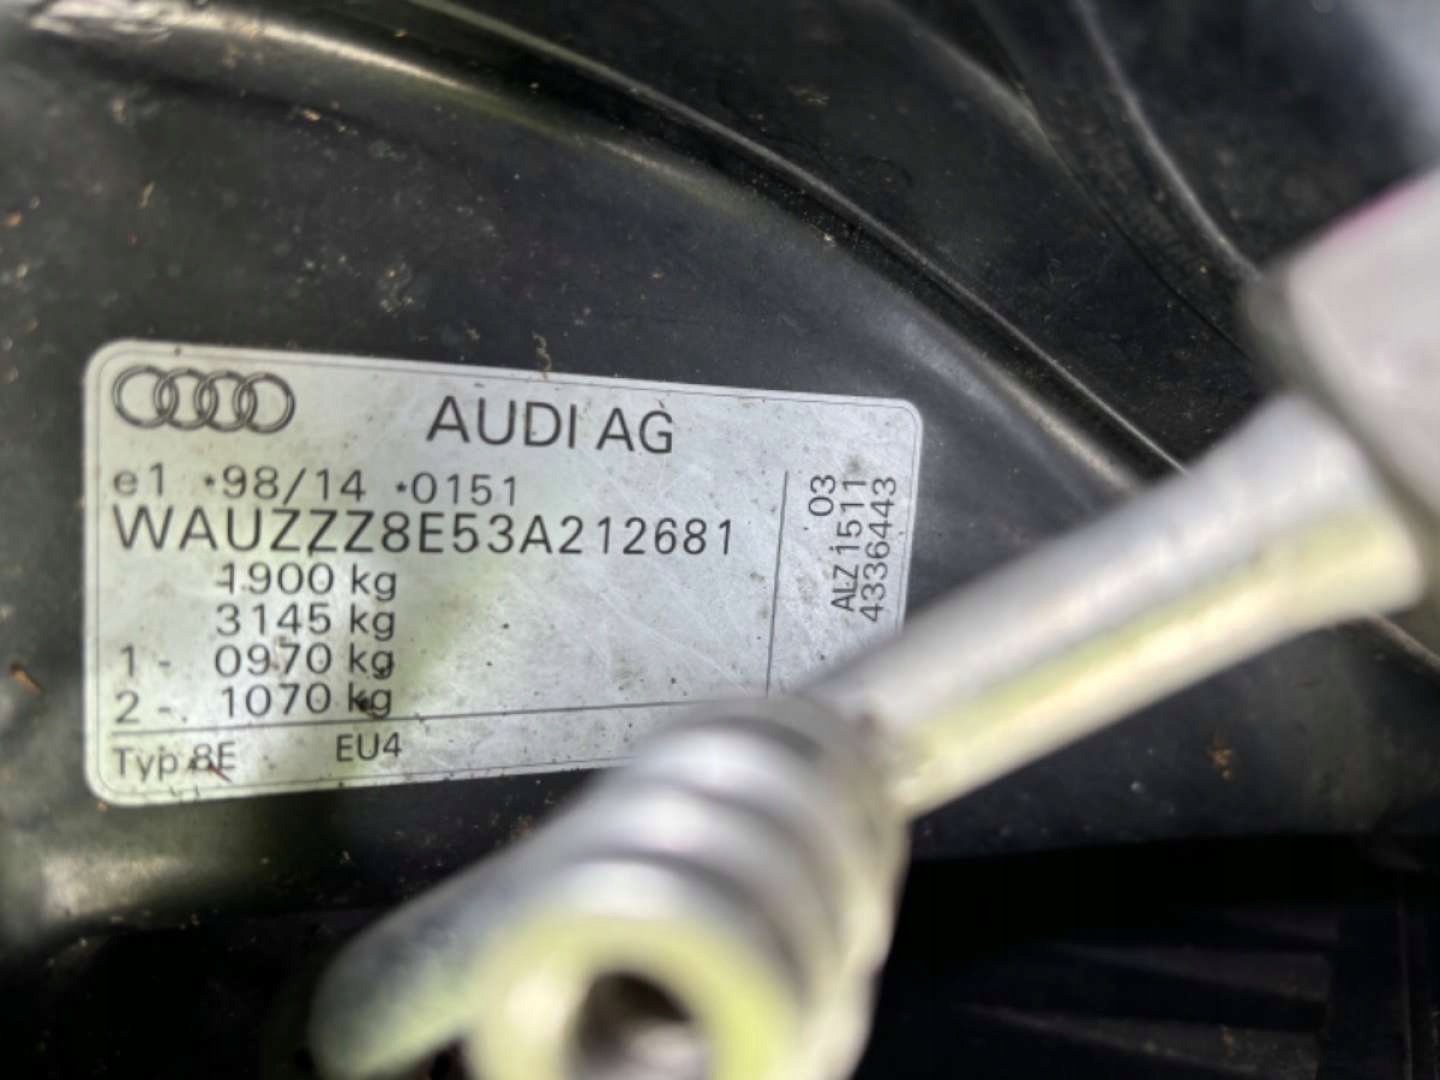 AUDI AG
e1 *98/14 *0151
WAUZZZ8E53A212681
1900 kg
3145 kg
1- 0970 kg
2-. 1070 kg
Typ 8E EU4
03
ALZ 1511
4336443